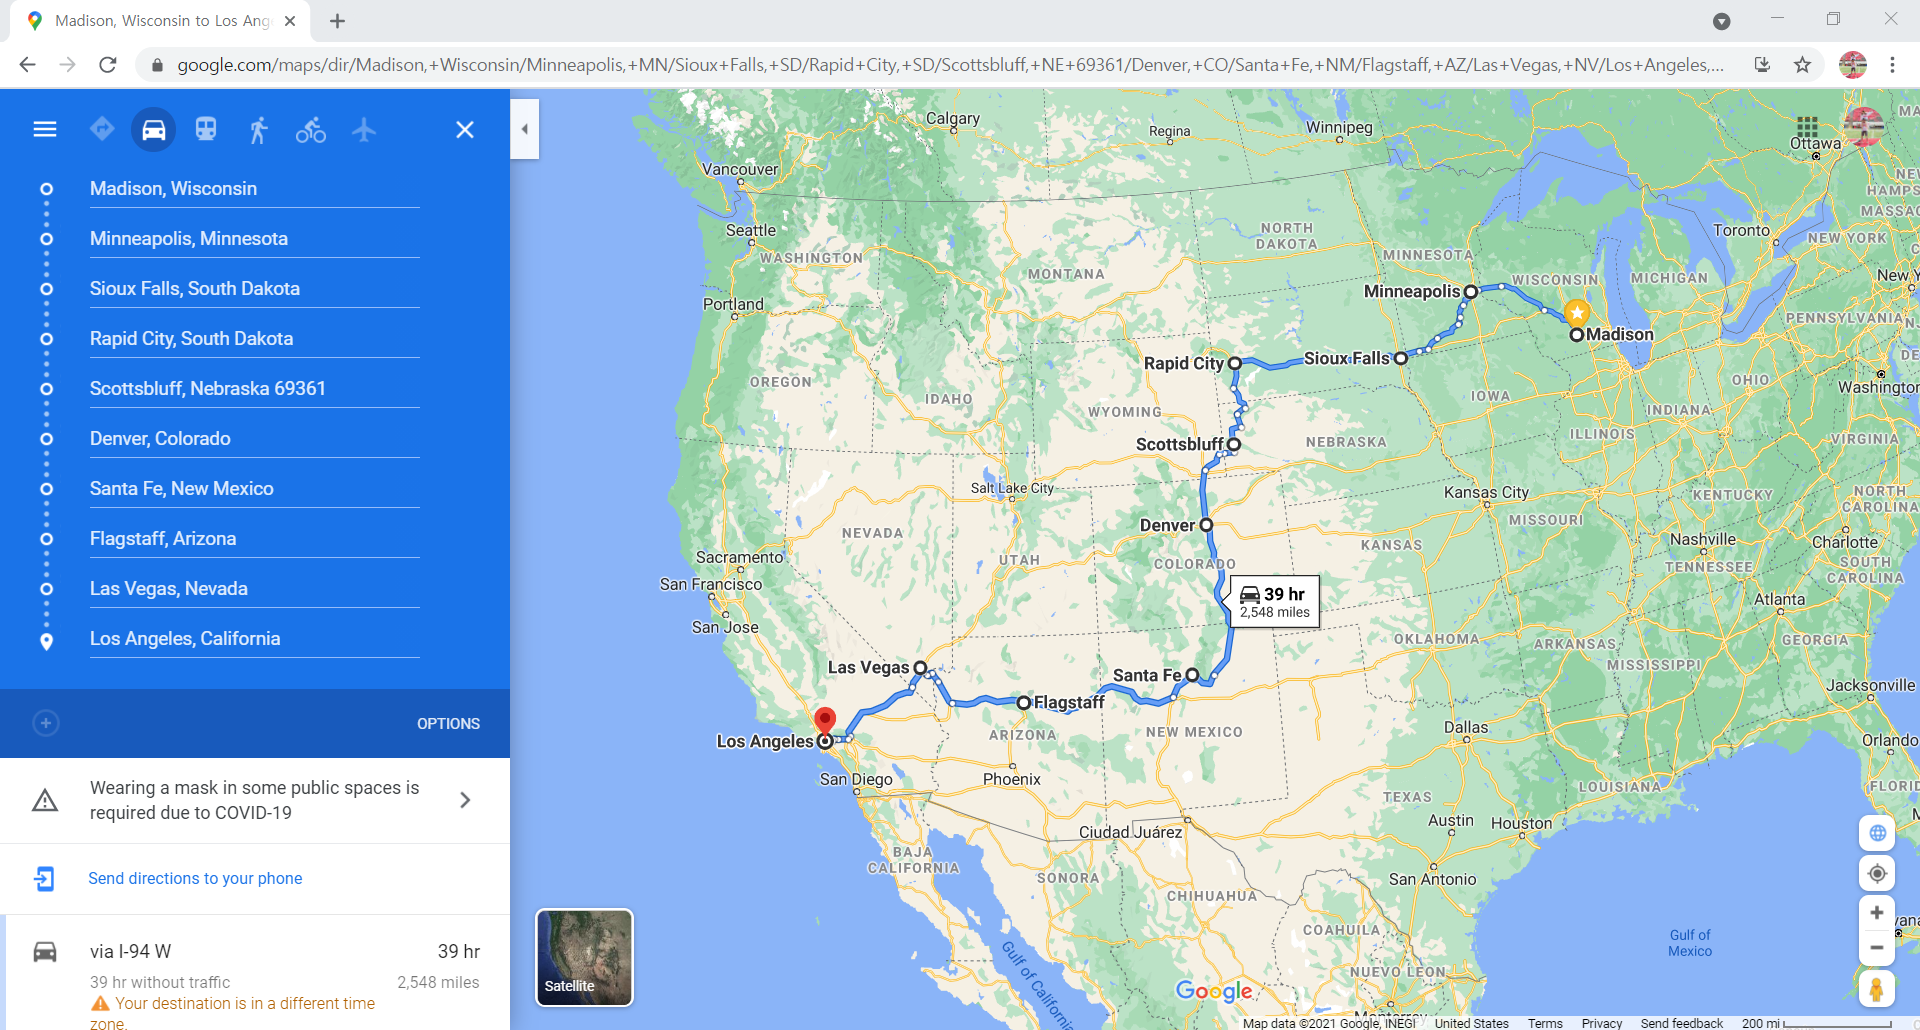 Madison, Wisconsin to Los Ang
google.com/maps/dir/Madison,+Wisconsin/Minneapolis,+MN/Sioux+Falls,+SD/Rapid+City,+SD/Scottsbluff,+NE+69361/Denver,+CO/Santa+Fe,+NM/Flagstaff,+AZ/Las+Vegas,+NV/Los+Angeles,...
Madison, Wisconsin
Minneapolis, Minnesota
Sioux Falls, South Dakota
Rapid City, South Dakota
Scottsbluff, Nebraska 69361
Denver, Colorado
Santa Fe, New Mexico
Flagstaff, Arizona
Las Vegas, Nevada
Los Angeles, California
OPTIONS
Wearing a mask in some public spaces is
required due to COVID-19
Send directions to your phone
via I-94 W
39 hr
39 hr without traffic
2,548 miles
Your destination is in a different time
zone.
Calgary
Regina
Winnipeg
Ottawa
MA
Vancouver
NEW
HAMPS
MASSAC
Seattle
WASHINGTON
NORTH
DAKOTA
Toronto
NEW YORK
C
MONTANA
MINNESOTA
WISCONSIN
MICHIGAN
New Y
Portland
Minneapolis
Madison
PENNSYLVANIA
N.
Rapid City
Sioux Falls
DE
OREGON
IDAHO
WYOMING
IOWA
OHIO
Washington
INDIANA
Scottsbluff
NEBRASKA
ILLINOIS
VIRGINIA
Salt Lake City
Kansas City
KENTUCKY
NORTH
CAROLINA
NEVADA
Denver
MISSOURI
Nashville
Charlotte
Sacramento
UTAH
COLORADO
KANSAS
TENNESSEE
SOUTH
CAROLINA
San Francisco
39 hr
2,548 miles
Atlanta
San Jose
OKLAHOMA
ARKANSAS
GEORGIA
Las Vegas
Santa Fe
MISSISSIPPI
Jacksonville
Flagstaff
Los Angeles
ARIZONA
NEW MEXICO
Dallas
Orlando
San Diego
Phoenix
TEXAS
LOUISIANA
FLORID
M
Ciudad Juárez
Austin
Houston
BAJA
CALIFORNIA
SONORA
San Antonio
CHIHUAHUA
Gulf of
Mexico
Gulf of California
COAHUILA
vana
NUEVO LEON
Satellite
Google
Monterrey
Map data ©2021 Google, INEGI
United States
Terms
Privacy
Send feedback
200 mi